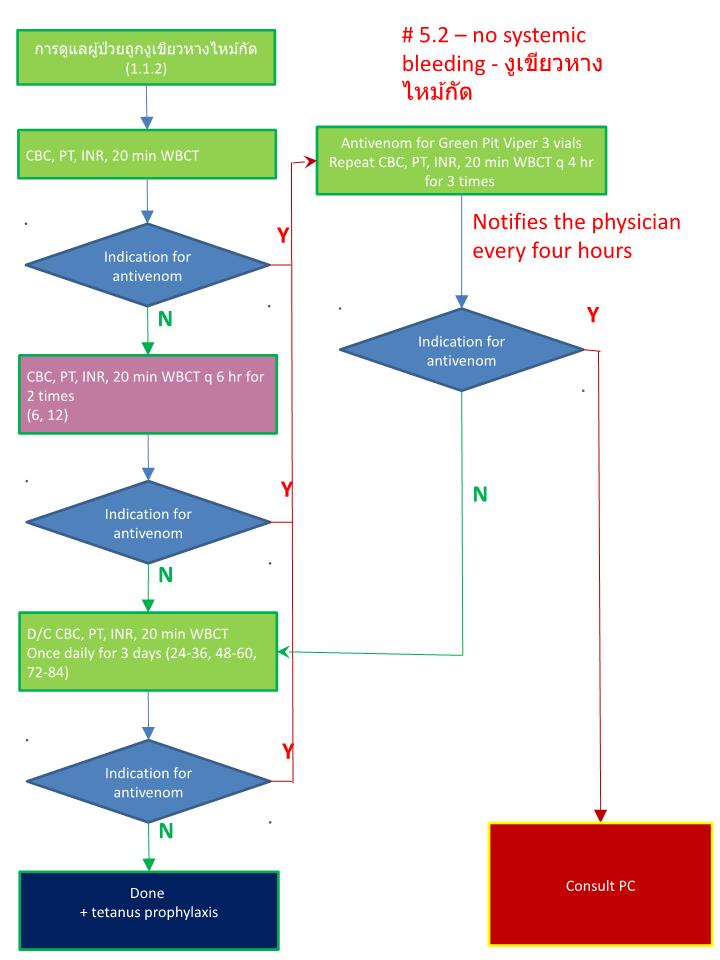 # 5.2 – no systemic
bleeding - งูเขียวหาง
ไหม้กัด
การดูแลผู้ป่วยถูกงูเขียวหางไหม้กัด
(1.1.2)
CBC, PT, INR, 20 min WBCT
Indication for
antivenom
Y
N
CBC, PT, INR, 20 min WBCT q 6 hr for
2 times
(6, 12)
Indication for
antivenom
Y
N
D/C CBC, PT, INR, 20 min WBCT
Once daily for 3 days (24-36, 48-60,
72-84)
Indication for
antivenom
Y
N
Done
+ tetanus prophylaxis
Antivenom for Green Pit Viper 3 vials
Repeat CBC, PT, INR, 20 min WBCT q 4 hr
for 3 times
Notifies the physician
every four hours
Indication for
antivenom
Y
N
Consult PC